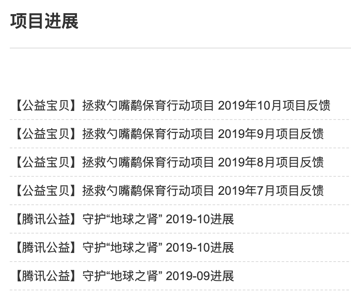 项目进展
【公益宝贝】拯救勺嘴鹬保育行动项目 2019年10月项目反馈
【公益宝贝】拯救勺嘴鹬保育行动项目 2019年9月项目反馈
【公益宝贝】拯救勺嘴鹬保育行动项目 2019年8月项目反馈
【公益宝贝】拯救勺嘴鹬保育行动项目 2019年7月项目反馈
【腾讯公益】守护“地球之肾” 2019-10进展
【腾讯公益】守护“地球之肾” 2019-10进展
【腾讯公益】守护“地球之肾” 2019-09进展